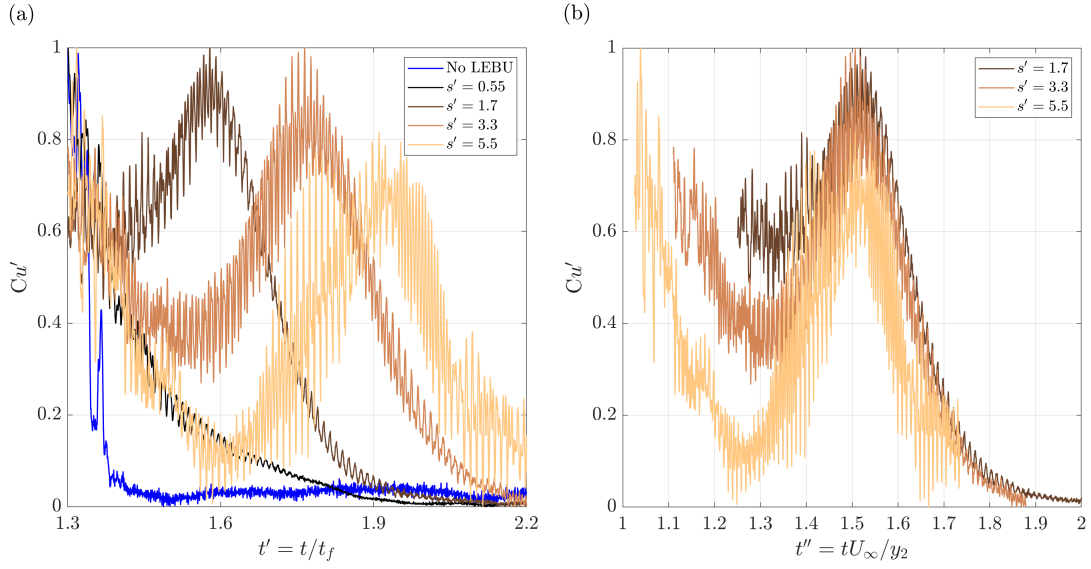 (a)
1
0.8
0.6
0.4
0.2
0
Cu′
1.3
1.6
1.9
2.2
t′ = t/t_f
No LEBU
s′ = 0.55
s′ = 1.7
s′ = 3.3
s′ = 5.5
(b)
1
0.8
0.6
0.4
0.2
0
Cu′
1
1.1
1.2
1.3
1.4
1.5
1.6
1.7
1.8
1.9
2
t″ = tU_∞/y_2
s′ = 1.7
s′ = 3.3
s′ = 5.5